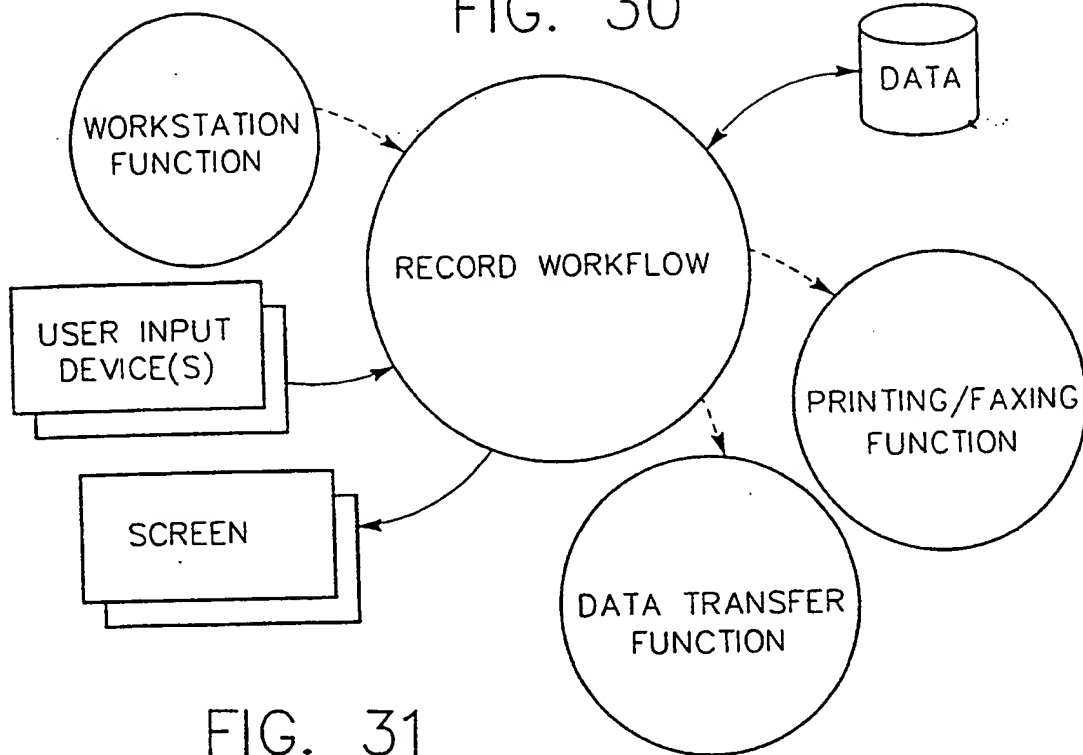 FIG. 30
WORKSTATION
FUNCTION
DATA
RECORD WORKFLOW
USER INPUT
DEVICE(S)
PRINTING/FAXING
FUNCTION
SCREEN
DATA TRANSFER
FUNCTION
FIG. 31